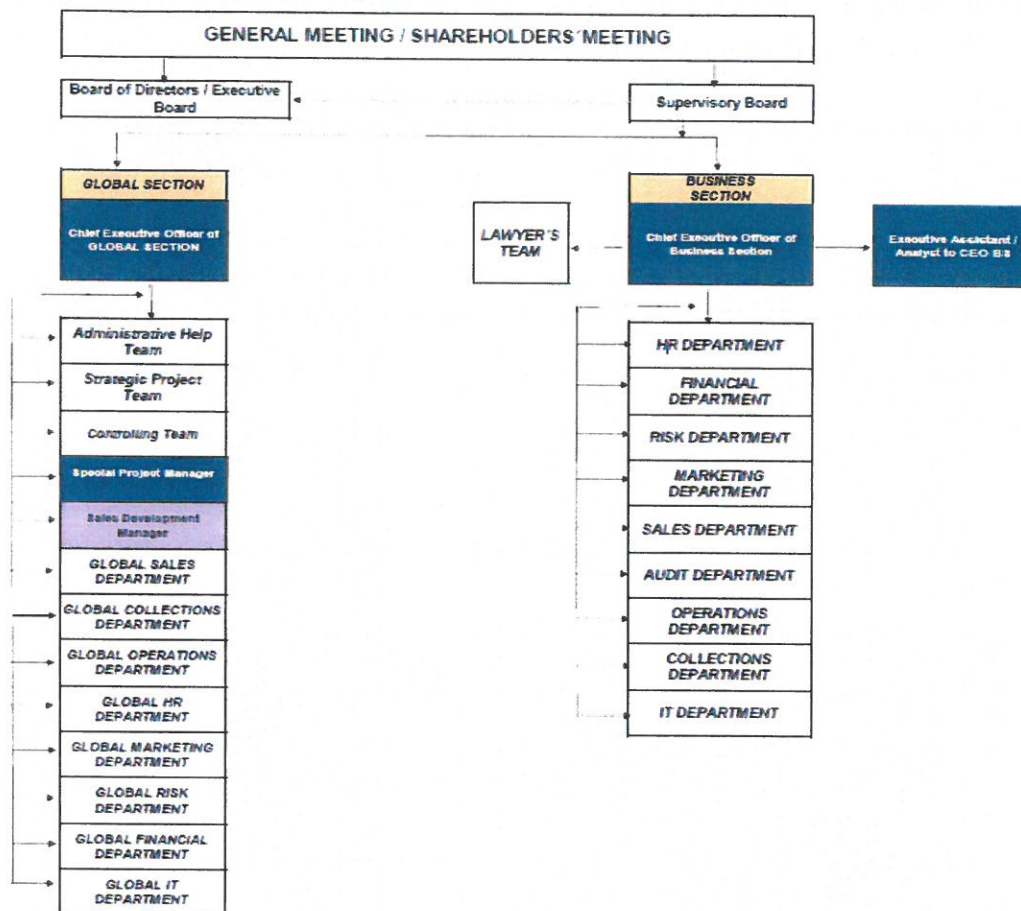 GENERAL MEETING / SHAREHOLDERS´MEETING
Board of Directors / Executive
Board
Supervisory Board
GLOBAL SECTION
Chief Executive Officer of
GLOBAL SECTION
BUSINESS
SECTION
Chief Executive Officer of
Business Section
LAWYER´S
TEAM
Executive Assistant /
Analyst to CEO B/S
Administrative Help
Team
Strategic Project
Team
Controlling Team
Special Project Manager
Sales Development
Manager
GLOBAL SALES
DEPARTMENT
GLOBAL COLLECTIONS
DEPARTMENT
GLOBAL OPERATIONS
DEPARTMENT
GLOBAL HR
DEPARTMENT
GLOBAL MARKETING
DEPARTMENT
GLOBAL RISK
DEPARTMENT
GLOBAL FINANCIAL
DEPARTMENT
GLOBAL IT
DEPARTMENT
HR DEPARTMENT
FINANCIAL
DEPARTMENT
RISK DEPARTMENT
MARKETING
DEPARTMENT
SALES DEPARTMENT
AUDIT DEPARTMENT
OPERATIONS
DEPARTMENT
COLLECTIONS
DEPARTMENT
IT DEPARTMENT